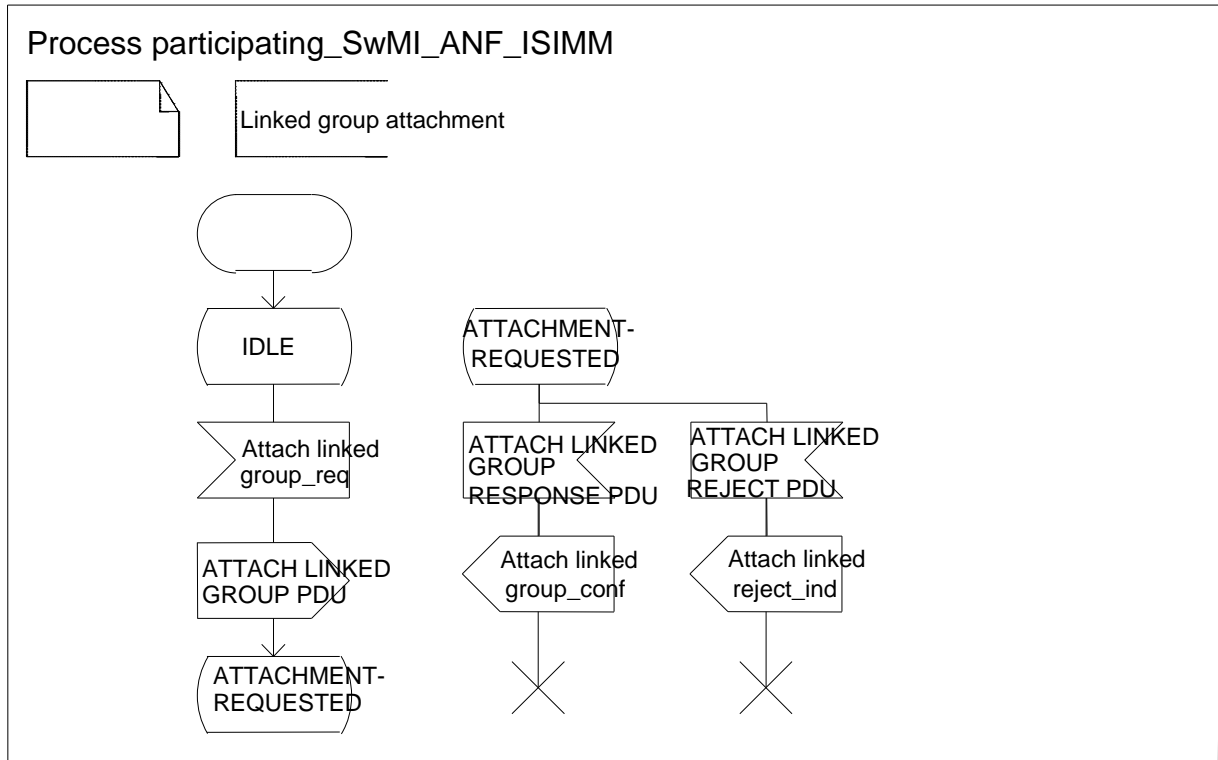 Process participating_SwMI_ANF_ISIMM
Linked group attachment
IDLE
Attach linked
group_req
ATTACH LINKED
GROUP PDU
ATTACHMENT-
REQUESTED
ATTACHMENT-
REQUESTED
ATTACH LINKED
GROUP
RESPONSE PDU
Attach linked
group_conf
ATTACH LINKED
GROUP
REJECT PDU
Attach linked
reject_ind